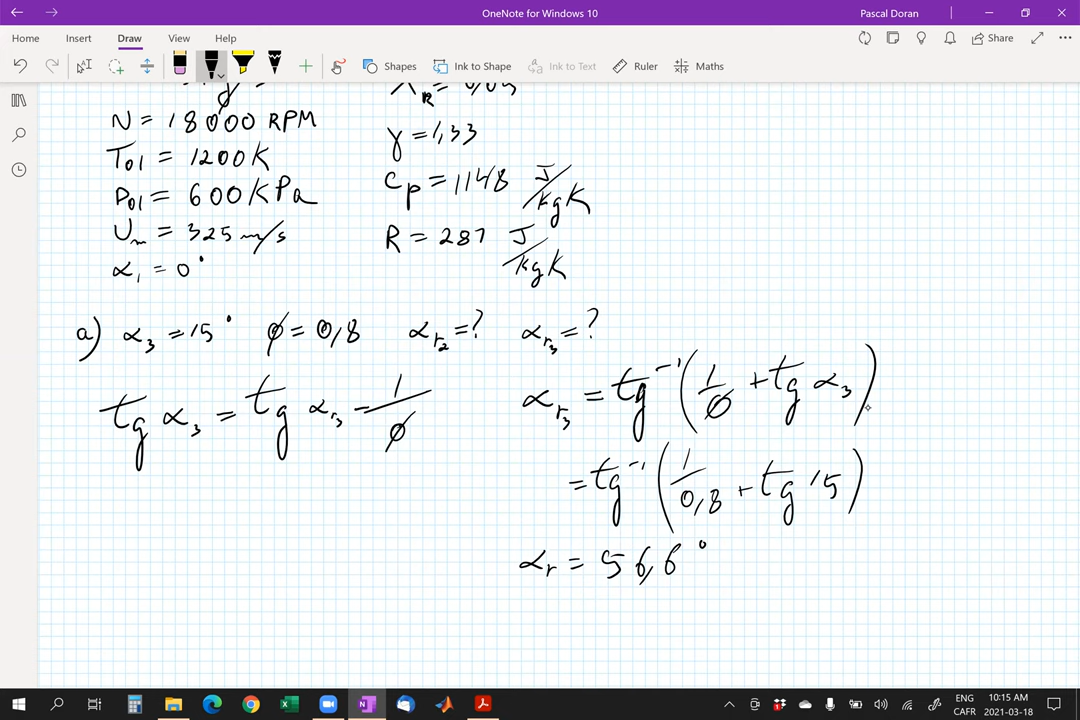 OneNote for Windows 10
Pascal Doran
Home Insert Draw View Help
Share
Shapes Ink to Shape Ink to Text Ruler Maths
N = 18000 RPM
T01 = 1200K
P01 = 600KPa
Um = 325 m/s
α1 = 0°
γ = 1,33
cp = 1148 J/kgK
R = 287 J/kgK
a) α3 = 15° ϕ = 0,8 αr2 = ? αr3 = ?
tg α3 = tg αr3 - 1/ϕ
αr3 = tg⁻¹ (1/ϕ + tg α3)
= tg⁻¹ (1/0,8 + tg 15)
αr = 56,6°
ENG
CAFR
10:15 AM
2021-03-18